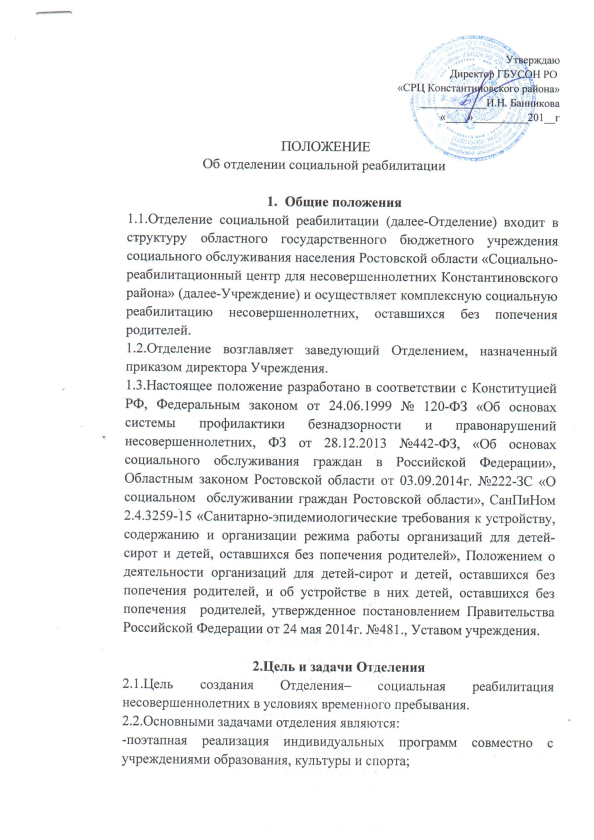 Утверждаю
Директор ГБУСОН РО
«СРЦ Константиновского района»
____________И.Н. Банникова
«____»__________201__г
ПОЛОЖЕНИЕ
Об отделении социальной реабилитации
1. Общие положения
1.1.Отделение социальной реабилитации (далее-Отделение) входит в
структуру областного государственного бюджетного учреждения
социального обслуживания населения Ростовской области «Социально-
реабилитационный центр для несовершеннолетних Константиновского
района» (далее-Учреждение) и осуществляет комплексную социальную
реабилитацию несовершеннолетних, оставшихся без попечения
родителей.
1.2.Отделение возглавляет заведующий Отделением, назначенный
приказом директора Учреждения.
1.3.Настоящее положение разработано в соответствии с Конституцией
РФ, Федеральным законом от 24.06.1999 № 120-ФЗ «Об основах
системы профилактики безнадзорности и правонарушений
несовершеннолетних, ФЗ от 28.12.2013 №442-ФЗ, «Об основах
социального обслуживания граждан в Российской Федерации»,
Областным законом Ростовской области от 03.09.2014г. №222-ЗС «О
социальном обслуживании граждан Ростовской области», СанПиНом
2.4.3259-15 «Санитарно-эпидемиологические требования к устройству,
содержанию и организации режима работы организаций для детей-
сирот и детей, оставшихся без попечения родителей», Положением о
деятельности организаций для детей-сирот и детей, оставшихся без
попечения родителей, и об устройстве в них детей, оставшихся без
попечения родителей, утвержденное постановлением Правительства
Российской Федерации от 24 мая 2014г. №481., Уставом учреждения.
2.Цель и задачи Отделения
2.1.Цель создания Отделения– социальная реабилитация
несовершеннолетних в условиях временного пребывания.
2.2.Основными задачами отделения являются:
-поэтапная реализация индивидуальных программ совместно с
учреждениями образования, культуры и спорта;